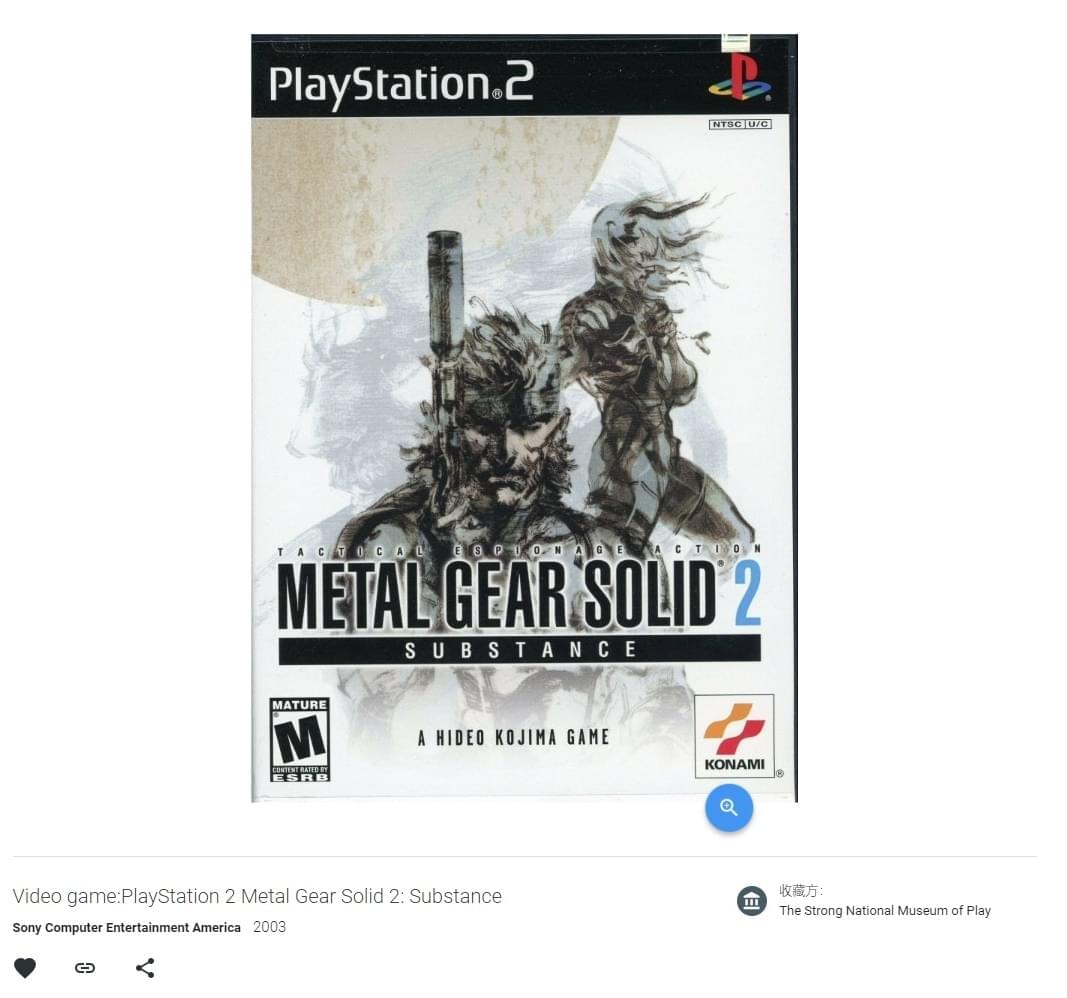 PlayStation®2
NTSC U/C
TACTICAL ESPIONAGE ACTION
METAL GEAR SOLID® 2
SUBSTANCE
MATURE
M
CONTENT RATED BY
ESRB
A HIDEO KOJIMA GAME
KONAMI
®
Video game:PlayStation 2 Metal Gear Solid 2: Substance
Sony Computer Entertainment America 2003
收藏方:
The Strong National Museum of Play